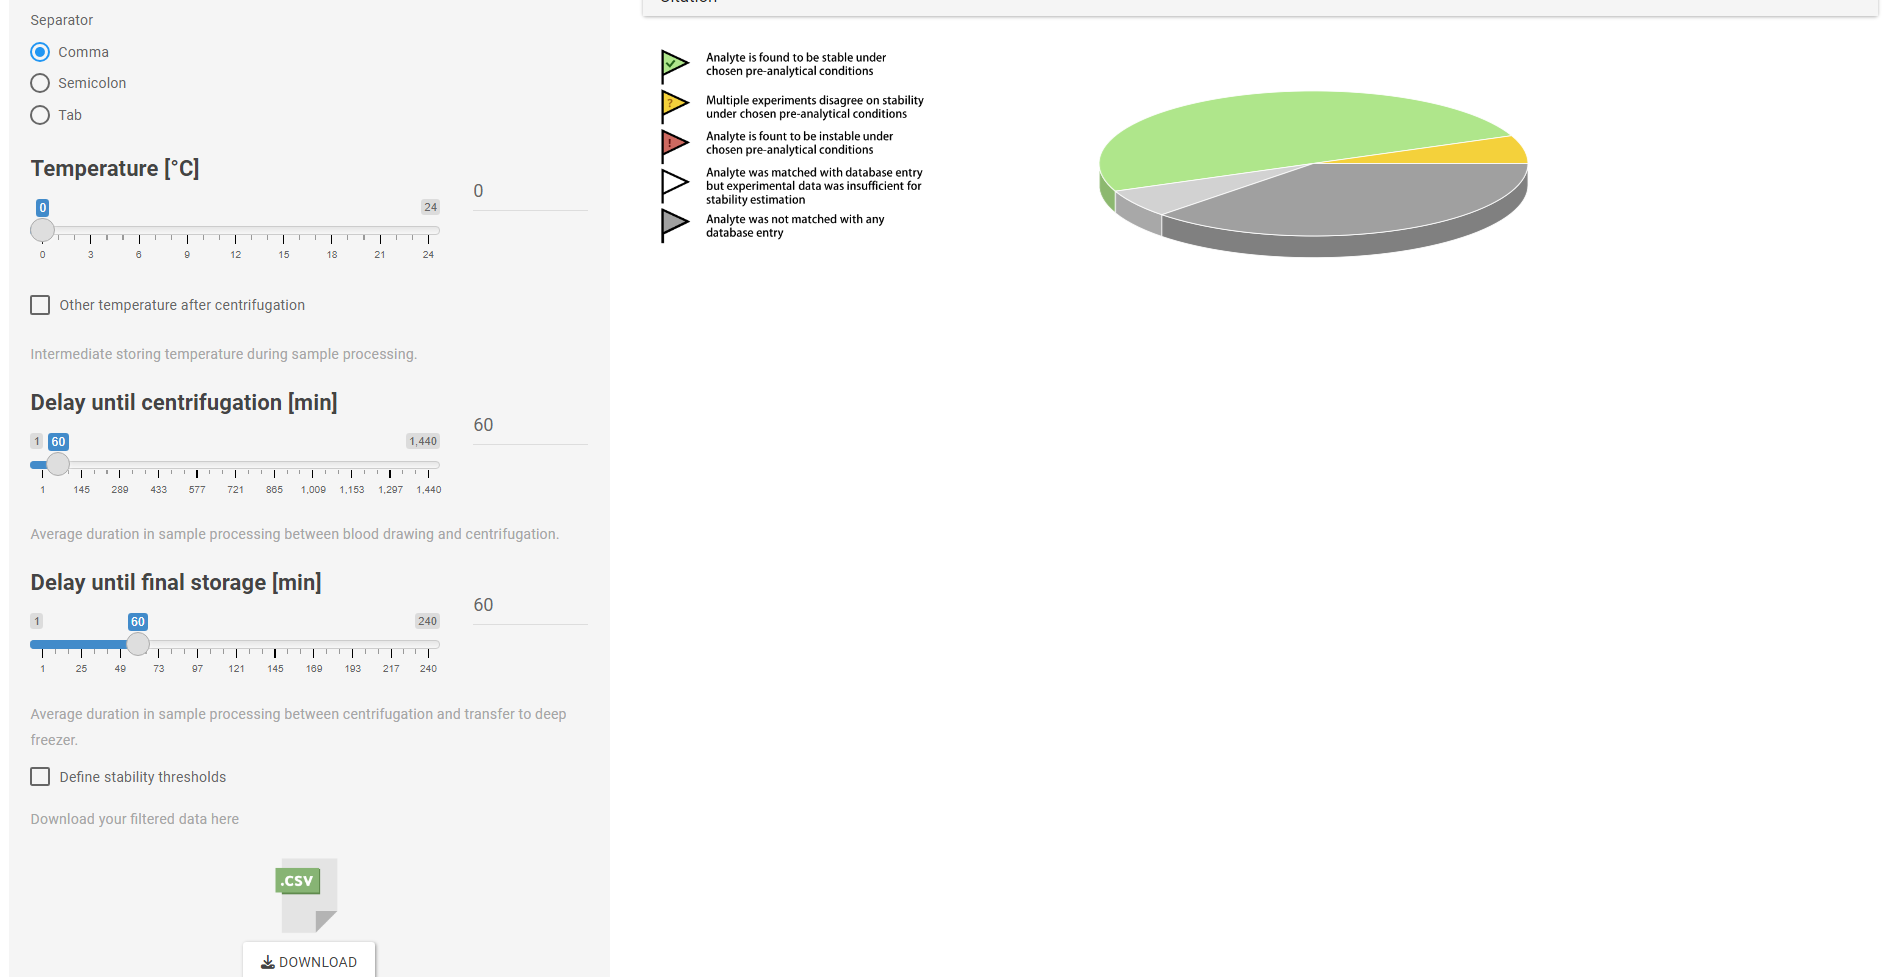 Separator
Comma
Semicolon
Tab
Temperature [°C]
0
0
24
0 3 6 9 12 15 18 21 24
Other temperature after centrifugation
Intermediate storing temperature during sample processing.
Delay until centrifugation [min]
60
1 60 1,440
1 145 289 433 577 721 865 1,009 1,153 1,297 1,440
Average duration in sample processing between blood drawing and centrifugation.
Delay until final storage [min]
60
1 60 240
1 25 49 73 97 121 145 169 193 217 240
Average duration in sample processing between centrifugation and transfer to deep
freezer.
Define stability thresholds
Download your filtered data here
.CSV
DOWNLOAD
Analyte is found to be stable under
chosen pre-analytical conditions
?
Multiple experiments disagree on stability
under chosen pre-analytical conditions
!
Analyte is fount to be instable under
chosen pre-analytical conditions
Analyte was matched with database entry
but experimental data was insufficient for
stability estimation
Analyte was not matched with any
database entry